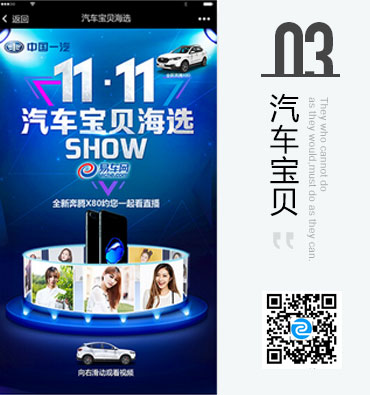 返回
汽车宝贝海选
中国一汽
11·11
全新奔腾X80
汽车宝贝海选
SHOW
易车网
全新奔腾X80约您一起看直播
向右滑动观看视频
03
汽车宝贝
They who cannot do
as they would,must do as they can.